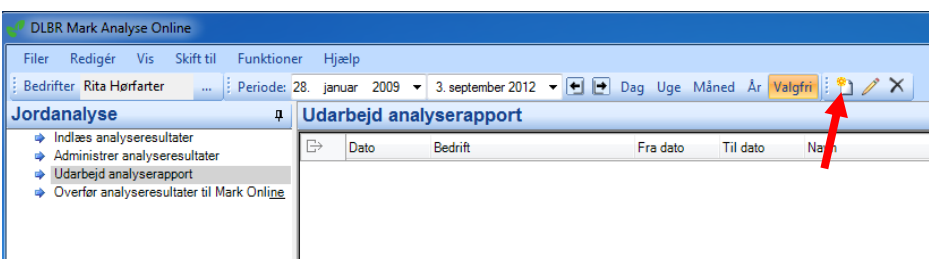 DLBR Mark Analyse Online
Filer Redigér Vis Skift til Funktioner Hjælp
Bedrifter Rita Hørfarter ... Periode: 28. januar 2009 3. september 2012 Dag Uge Måned År Valgfri
Jordanalyse Udarbejd analyserapport
Indlæs analyseresultater
Administrer analyseresultater
Udarbejd analyserapport
Overfør analyseresultater til Mark Online
Dato Bedrift Fra dato Til dato Navn